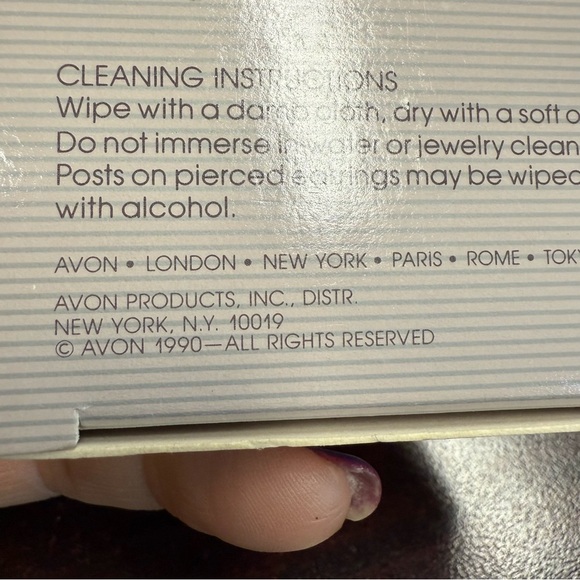 CLEANING INSTRUCTIONS
Wipe with a damp cloth, dry with a soft
Do not immerse in water or jewelry clean
Posts on pierced earrings may be wiped
with alcohol.
AVON • LONDON • NEW YORK • PARIS • ROME • TOKY
AVON PRODUCTS, INC., DISTR.
NEW YORK, N.Y. 10019
© AVON 1990—ALL RIGHTS RESERVED